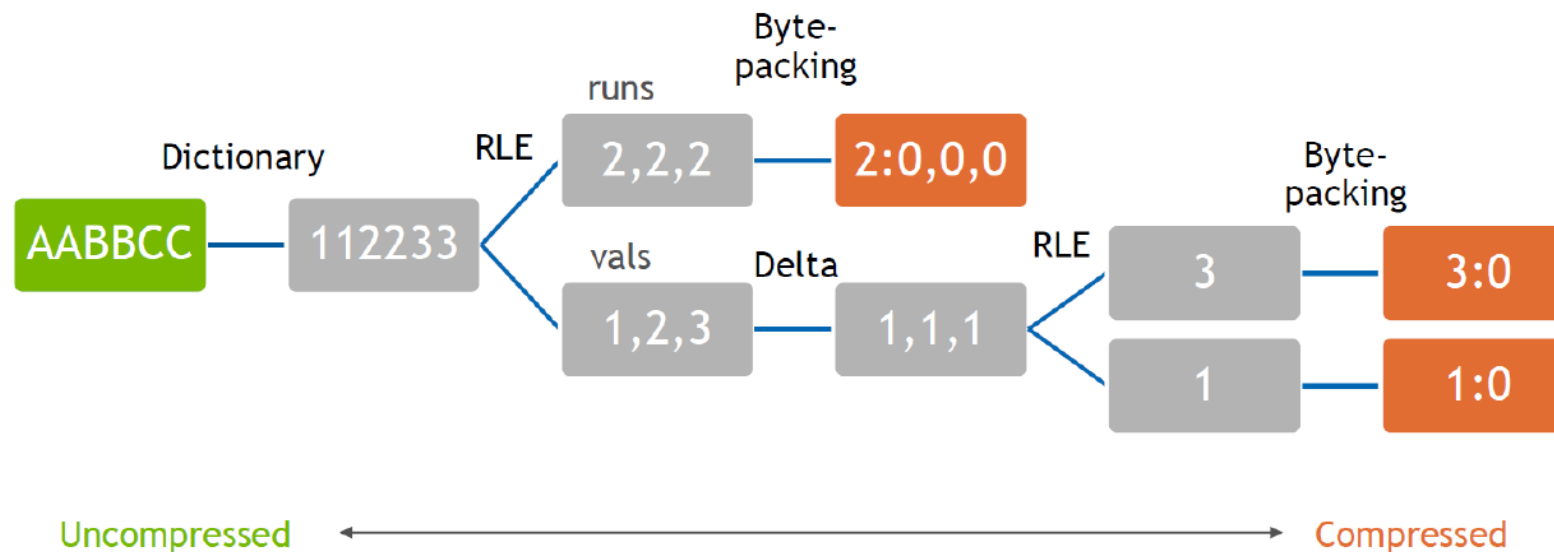 Byte-
packing
runs
Dictionary
RLE
2,2,2
2:0,0,0
Byte-
packing
AABBCC
112233
vals
Delta
RLE
3
3:0
1,2,3
1,1,1
1
1:0
Uncompressed
Compressed